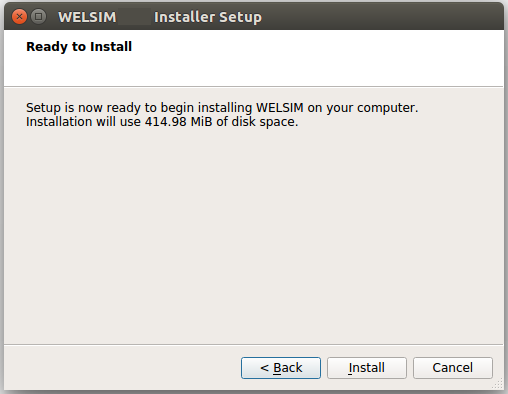 WELSIM Installer Setup
Ready to Install
Setup is now ready to begin installing WELSIM on your computer.
Installation will use 414.98 MiB of disk space.
< Back Install Cancel